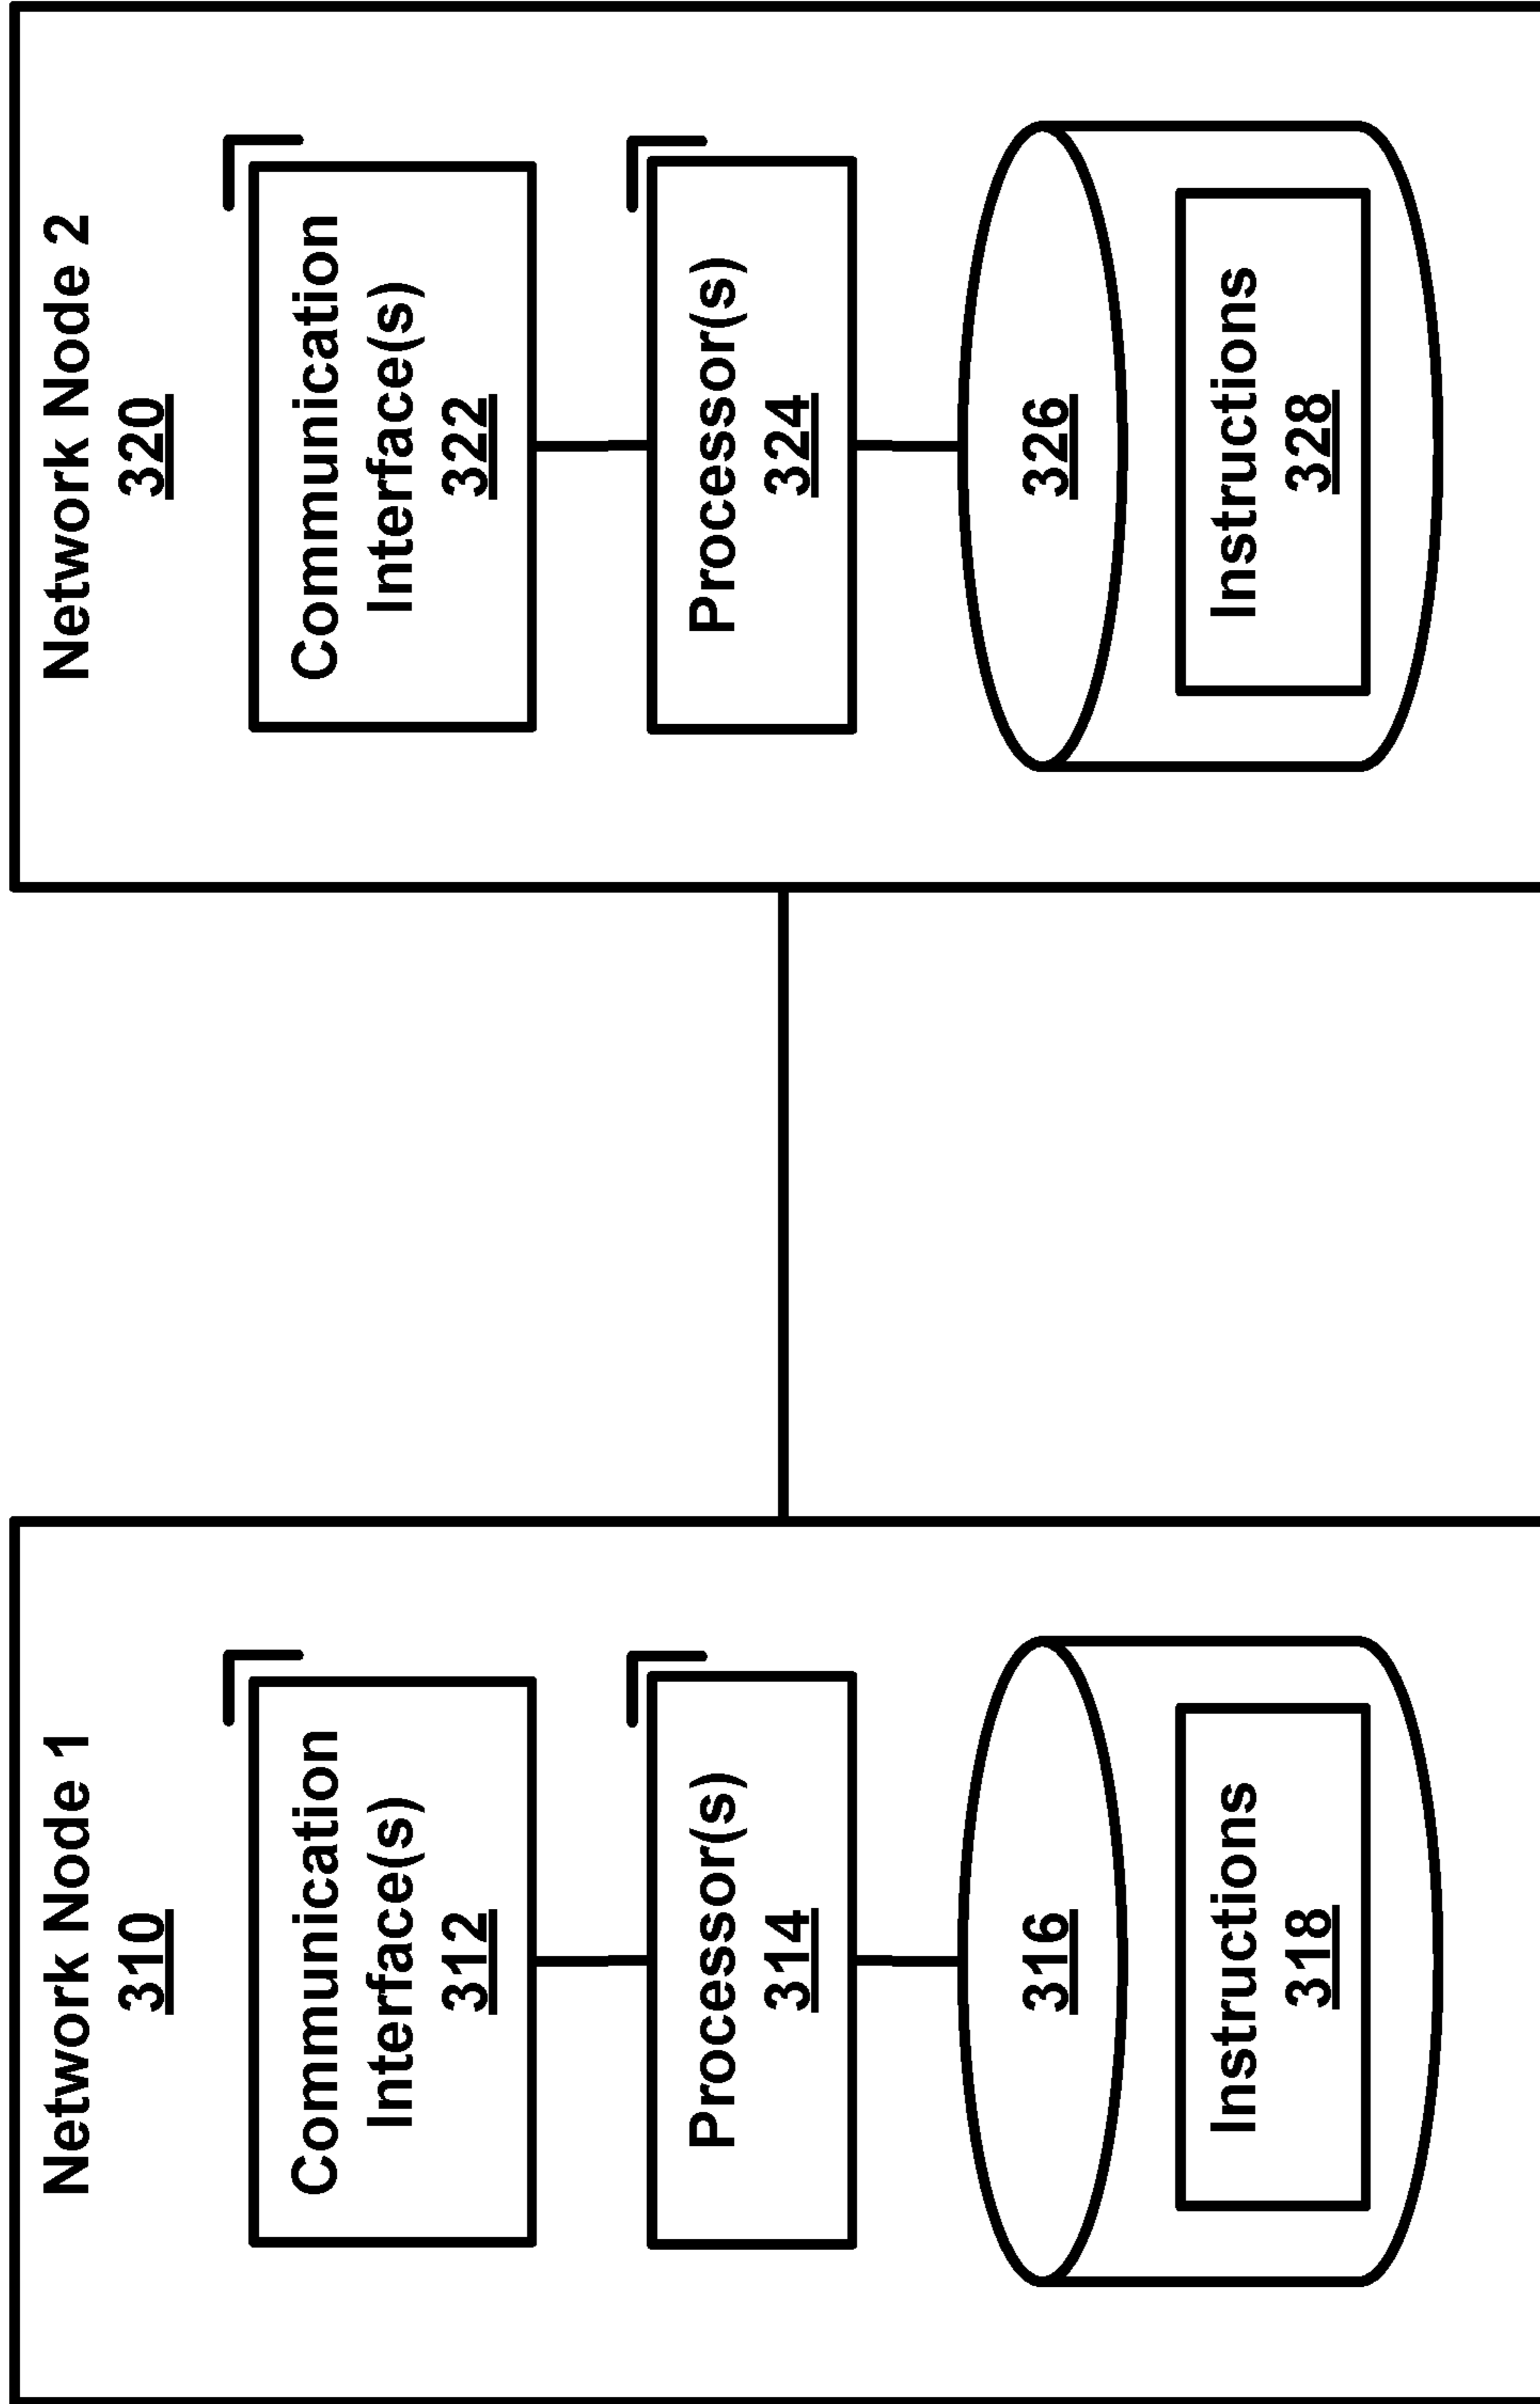 Network Node 1
310
Communication
Interface(s)
312
Processor(s)
314
316
Instructions
318
Network Node 2
320
Communication
Interface(s)
322
Processor(s)
324
326
Instructions
328